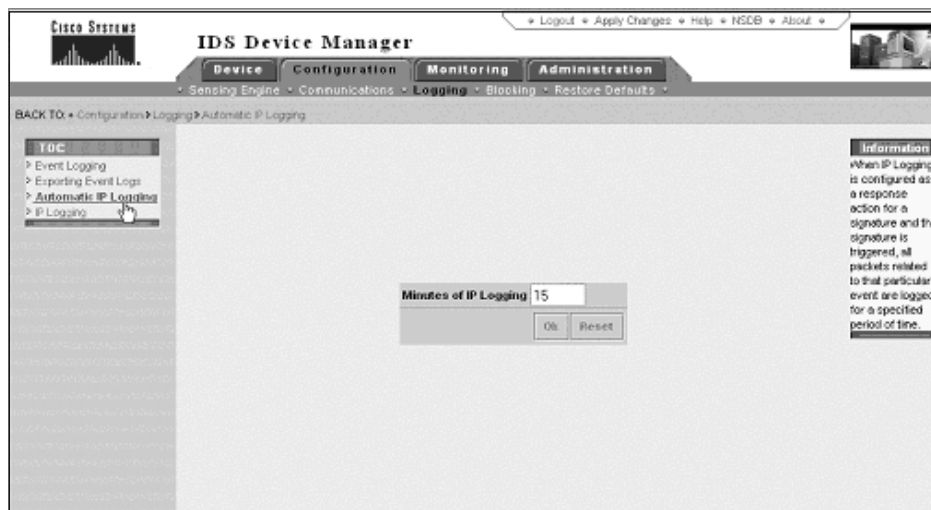 CISCO SYSTEMS
Logout Apply Changes Help NSDB About
IDS Device Manager
Device Configuration Monitoring Administration
Sensing Engine Communications Logging Blocking Restore Defaults
BACK TO: Configuration Logging Automatic IP Logging
TOC
Event Logging
Exporting Event Logs
Automatic IP Logging
IP Logging
Minutes of IP Logging 15
Ok Reset
Information
When IP Logging
is configured as
a response
action for a
signature and th
signature is
triggered, all
packets related
to that particular
event are logged
for a specified
period of time.